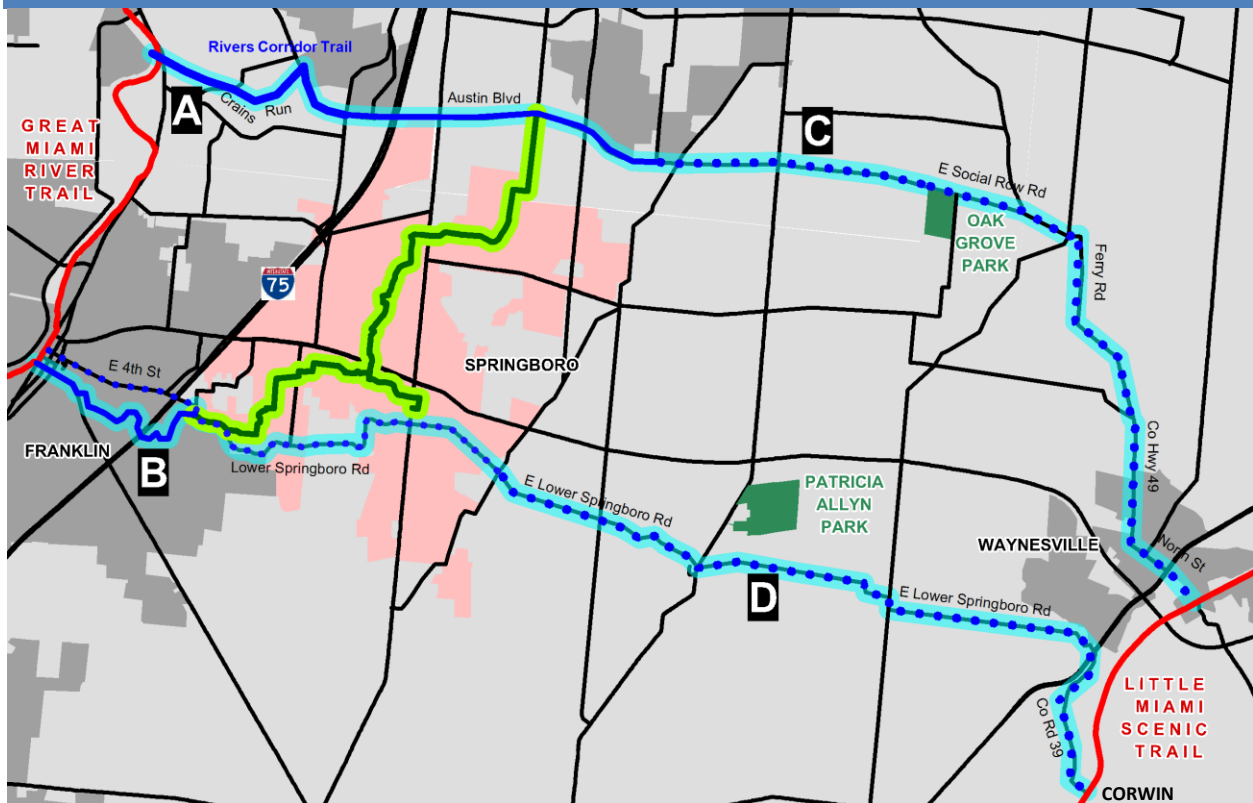 Rivers Corridor Trail
A
Crains Run
Austin Blvd
GREAT
MIAMI
RIVER
TRAIL
C
E Social Row Rd
OAK
GROVE
PARK
Ferry Rd
INTERSTATE
75
E 4th St
SPRINGBORO
FRANKLIN
B
Lower Springboro Rd
E Lower Springboro Rd
PATRICIA
ALLYN
PARK
Co Hwy 49
North St
WAYNESVILLE
D
E Lower Springboro Rd
LITTLE
MIAMI
SCENIC
TRAIL
Co Rd 39
CORWIN